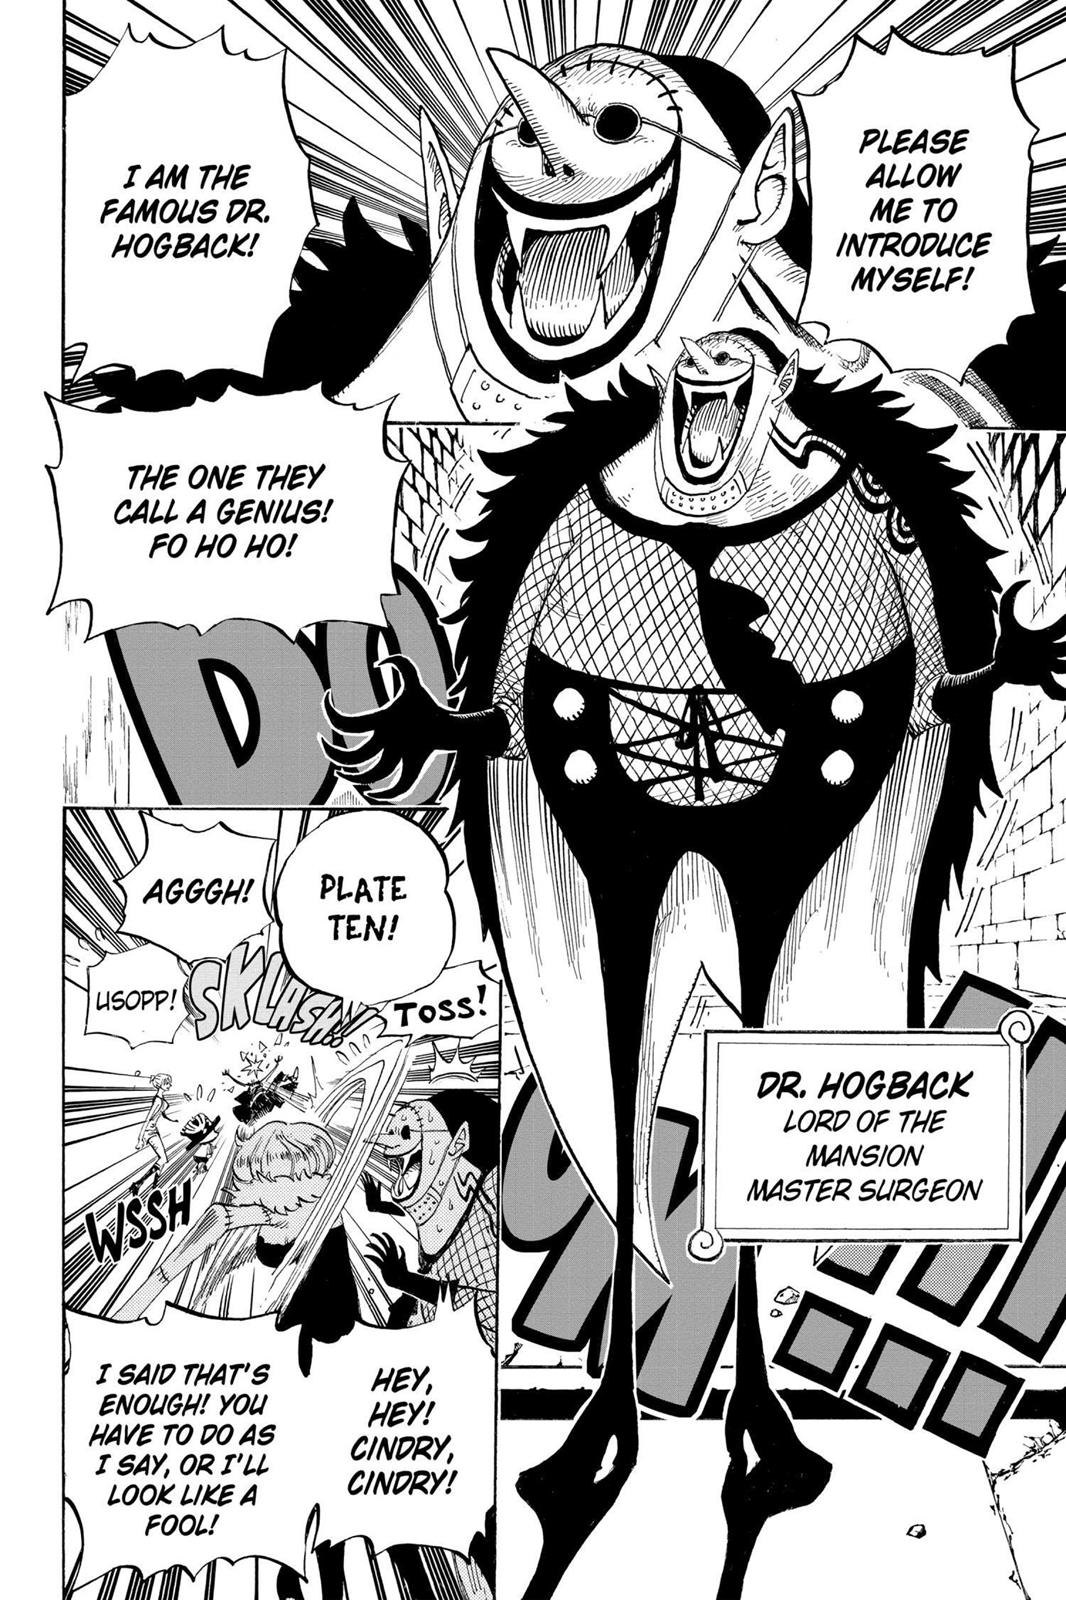 PLEASE
ALLOW
ME TO
INTRODUCE
MYSELF!
I AM THE
FAMOUS DR.
HOGBACK!
THE ONE THEY
CALL A GENIUS!
FO HO HO!
DOOM...!!
DR. HOGBACK
LORD OF THE
MANSION
MASTER SURGEON
PLATE
TEN!
AGGGH!
USOPP!
SKLASH!!
TOSS!
WSSH
HEY,
HEY!
CINDRY,
CINDRY!
I SAID THAT'S
ENOUGH! YOU
HAVE TO DO AS
I SAY, OR I'LL
LOOK LIKE A
FOOL!